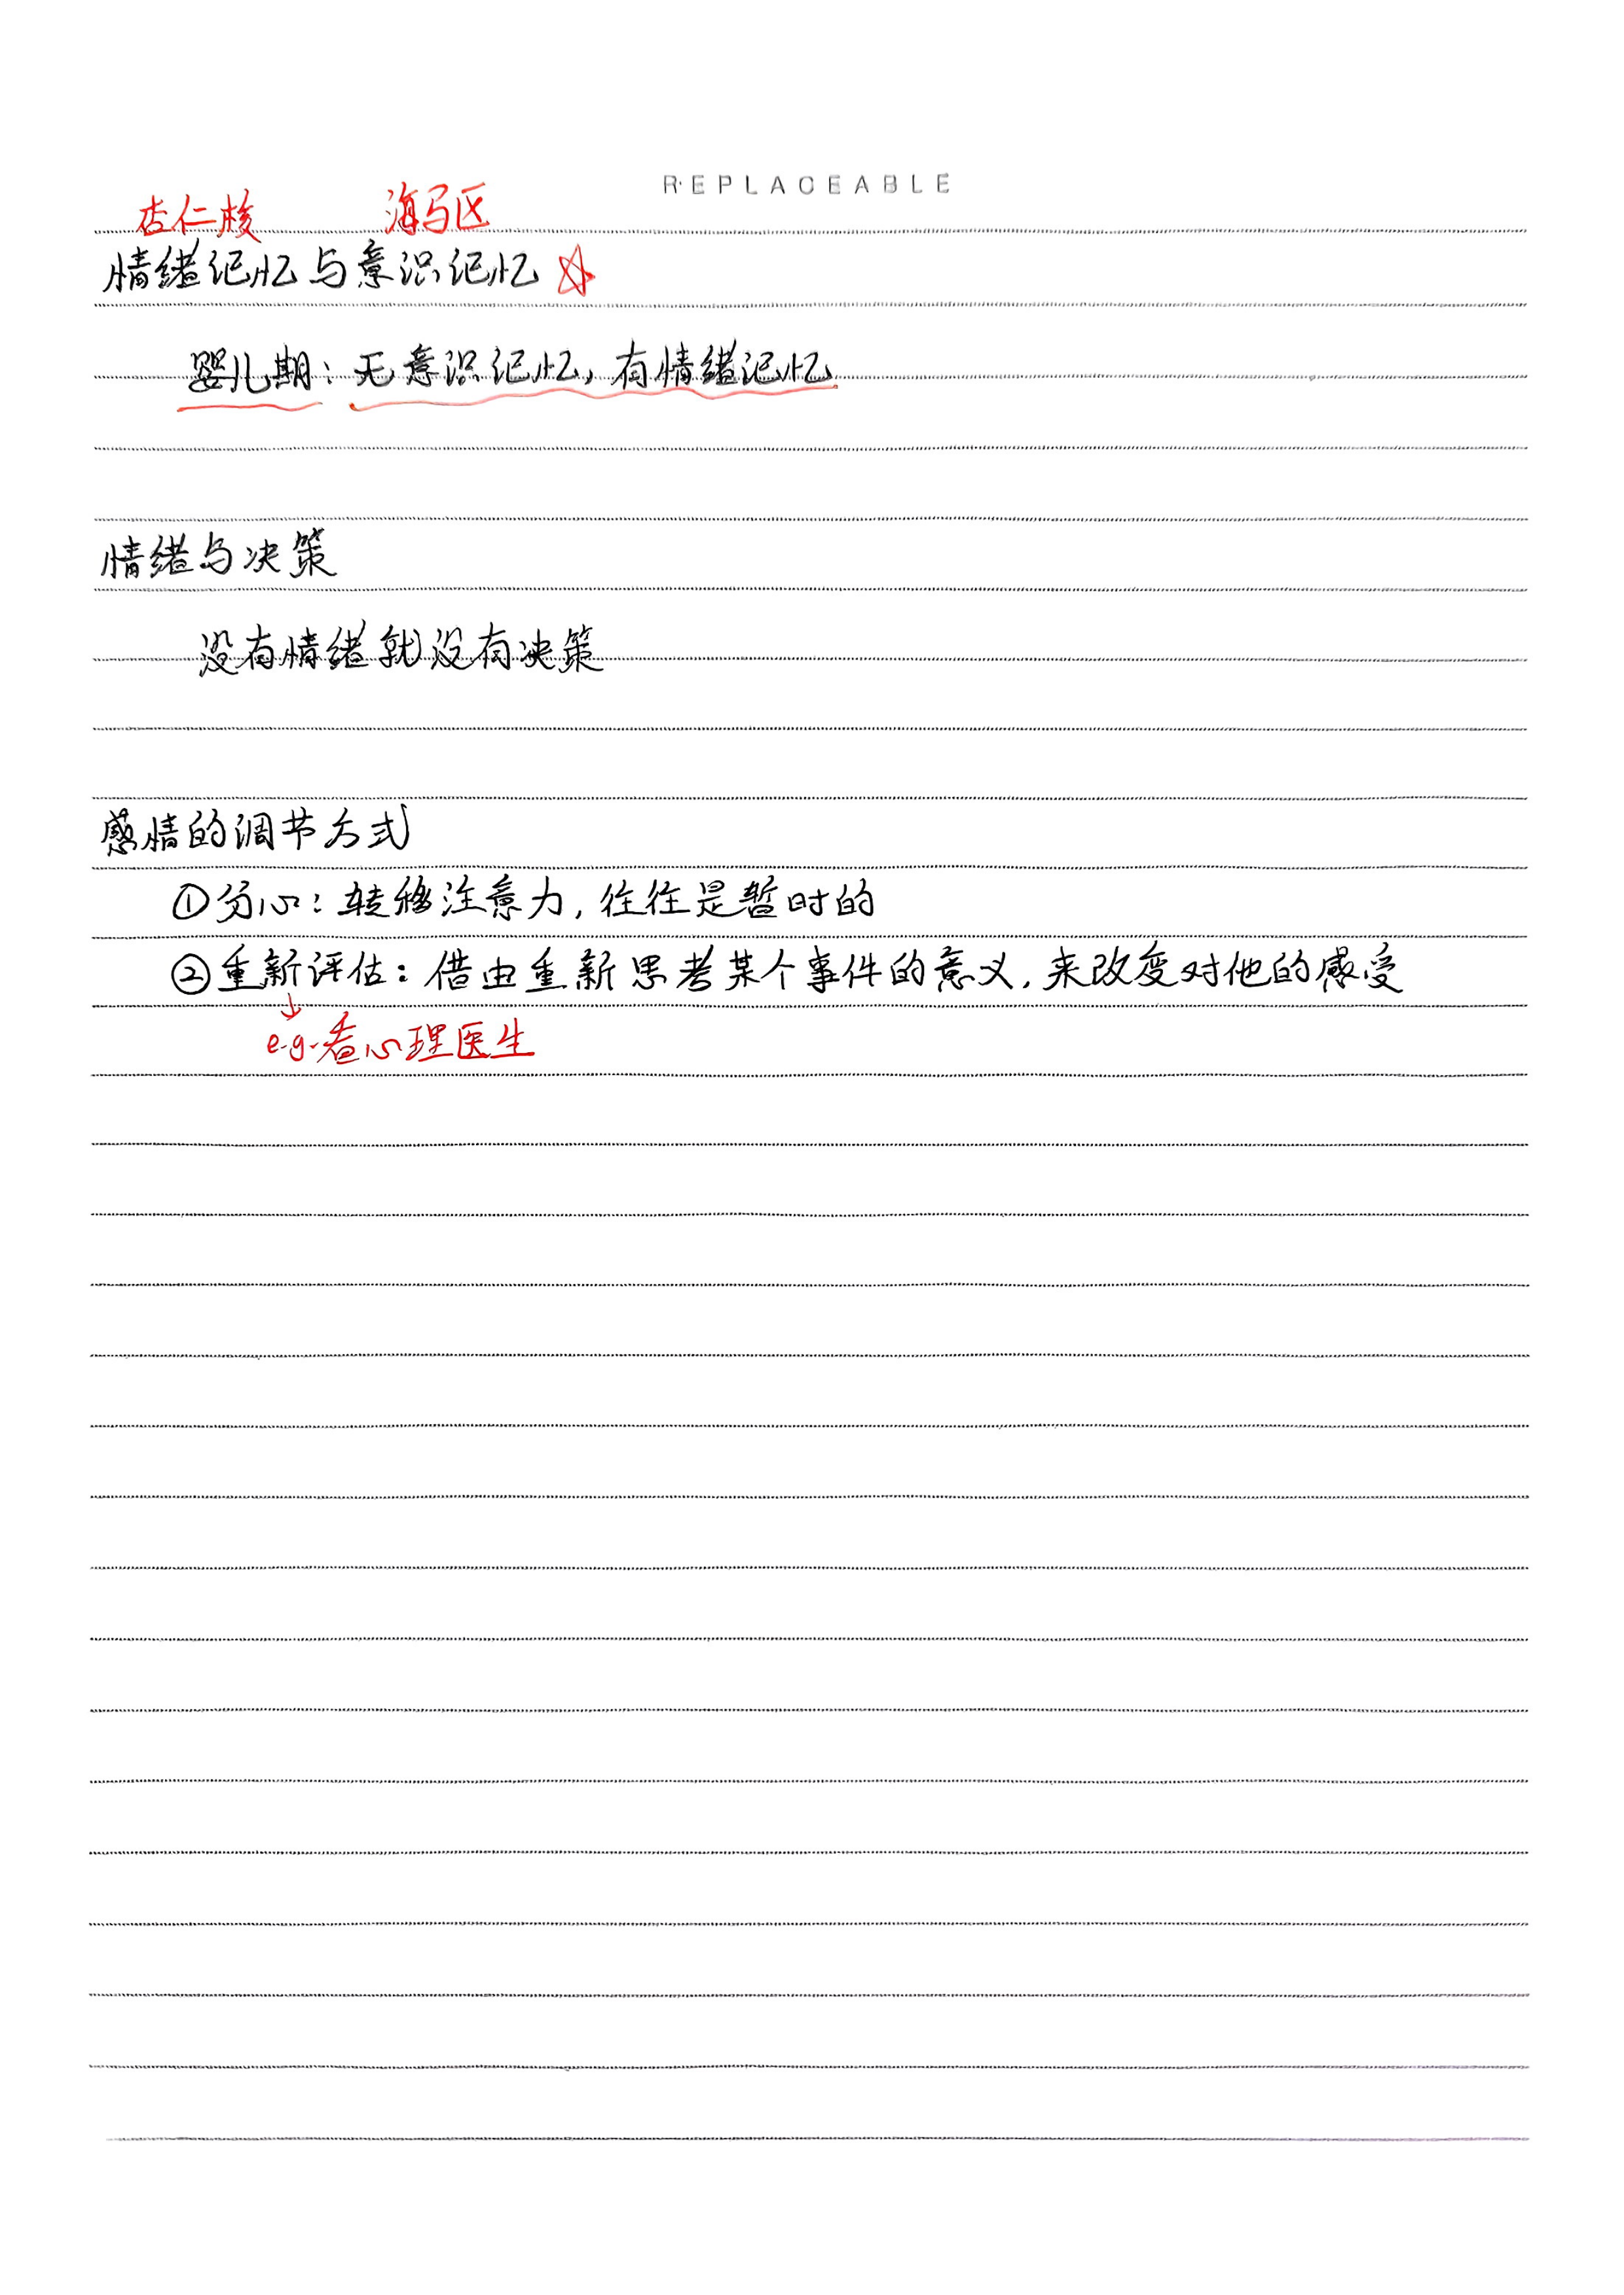 REPLACEABLE
杏仁核 海马区
情绪记忆与意识记忆
婴儿期：无意识记忆，有情绪记忆
情绪与决策
没有情绪就没有决策
感情的调节方式
①分心：转移注意力，往往是暂时的
②重新评估：借由重新思考某个事件的意义，来改变对他的感受
e.g.看心理医生